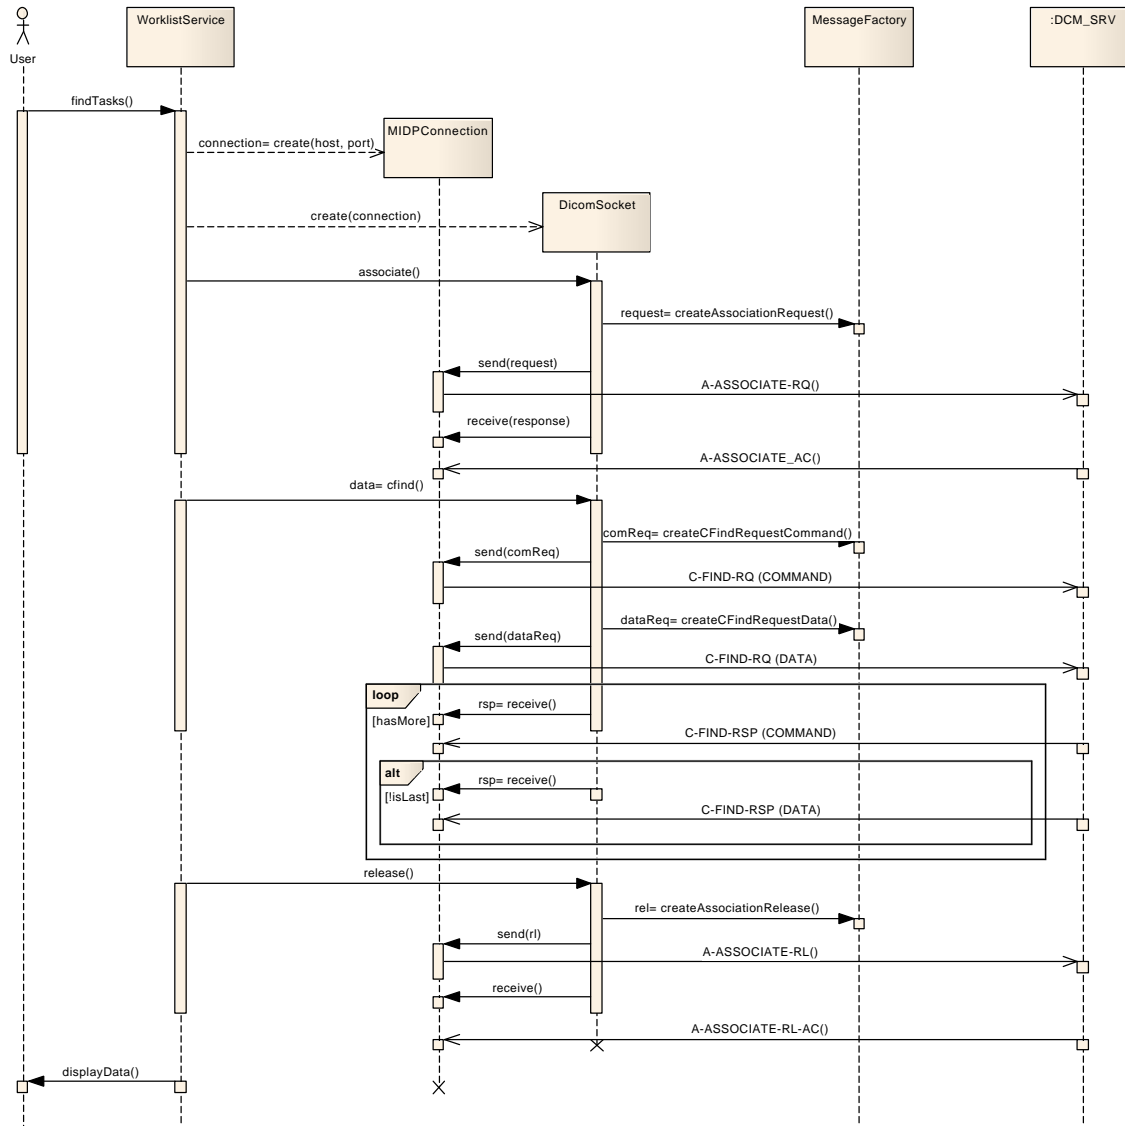 WorklistService
MessageFactory
:DCM_SRV
User
findTasks()
MIDPConnection
connection= create(host, port)
DicomSocket
create(connection)
associate()
request= createAssociationRequest()
send(request)
A-ASSOCIATE-RQ()
receive(response)
A-ASSOCIATE_AC()
data= cfind()
comReq= createCFindRequestCommand()
send(comReq)
C-FIND-RQ (COMMAND)
dataReq= createCFindRequestData()
send(dataReq)
C-FIND-RQ (DATA)
loop
rsp= receive()
[hasMore]
C-FIND-RSP (COMMAND)
alt
rsp= receive()
[!isLast]
C-FIND-RSP (DATA)
release()
rel= createAssociationRelease()
send(rl)
A-ASSOCIATE-RL()
receive()
A-ASSOCIATE-RL-AC()
displayData()